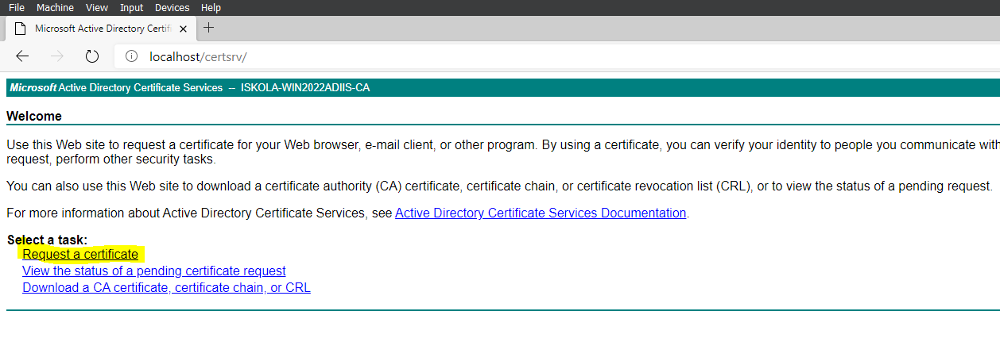 File Machine View Input Devices Help
Microsoft Active Directory Certifi
localhost/certsrv/
Microsoft Active Directory Certificate Services -- ISKOLA-WIN2022ADIIS-CA
Welcome
Use this Web site to request a certificate for your Web browser, e-mail client, or other program. By using a certificate, you can verify your identity to people you communicate with
request, perform other security tasks.
You can also use this Web site to download a certificate authority (CA) certificate, certificate chain, or certificate revocation list (CRL), or to view the status of a pending request.
For more information about Active Directory Certificate Services, see Active Directory Certificate Services Documentation.
Select a task:
Request a certificate
View the status of a pending certificate request
Download a CA certificate, certificate chain, or CRL